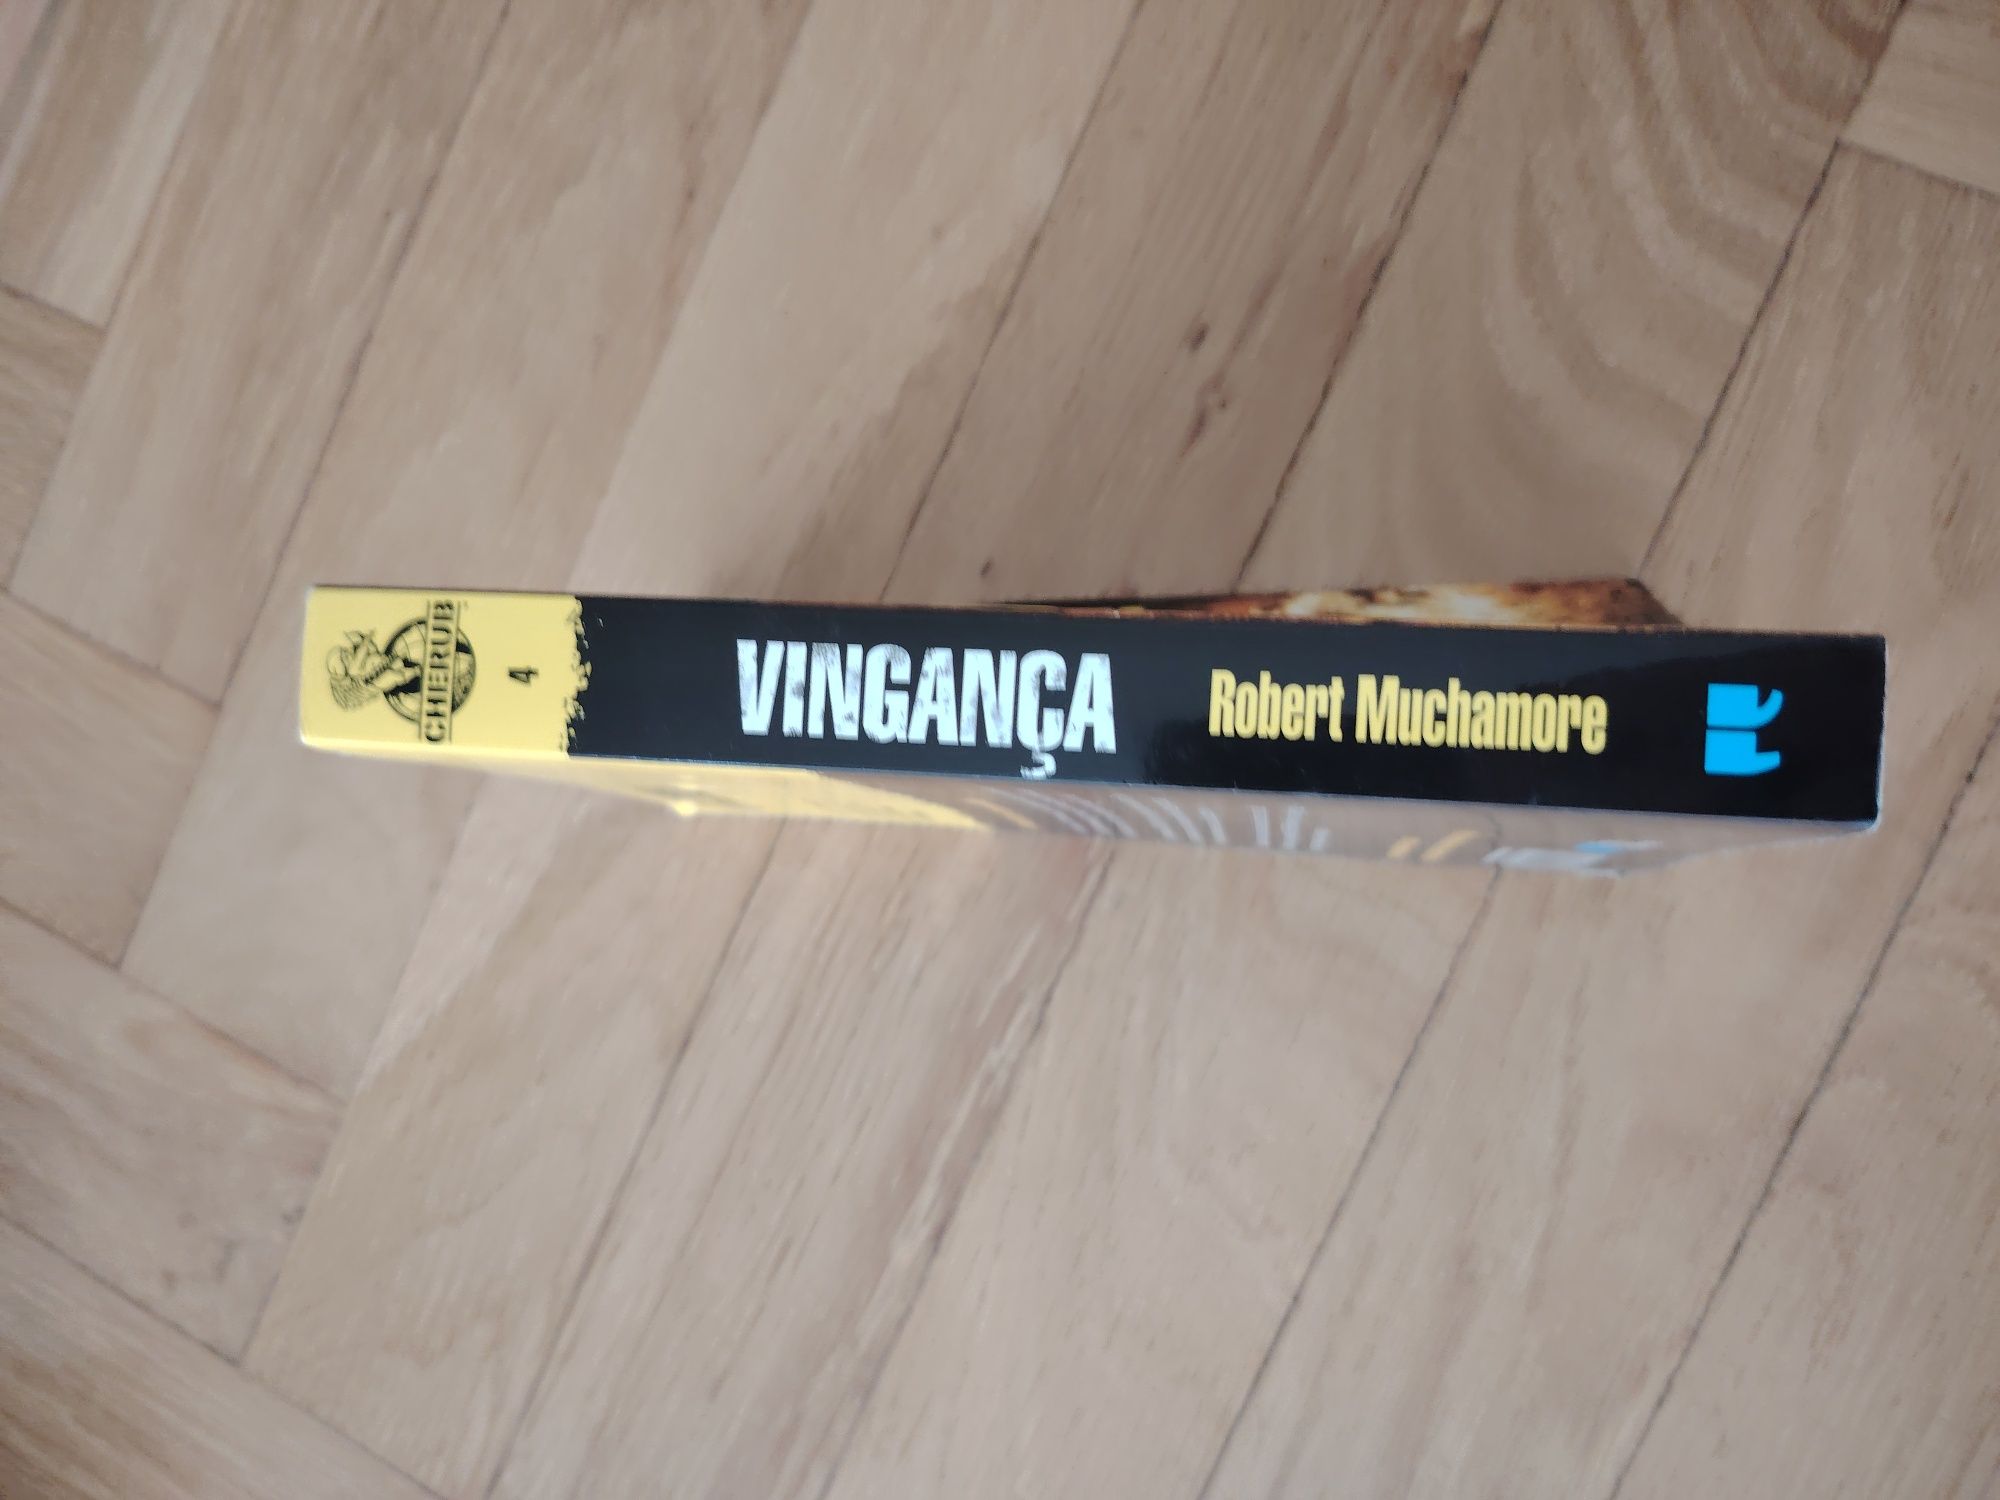 CHERUB
4
VINGANÇA
Robert Muchamore